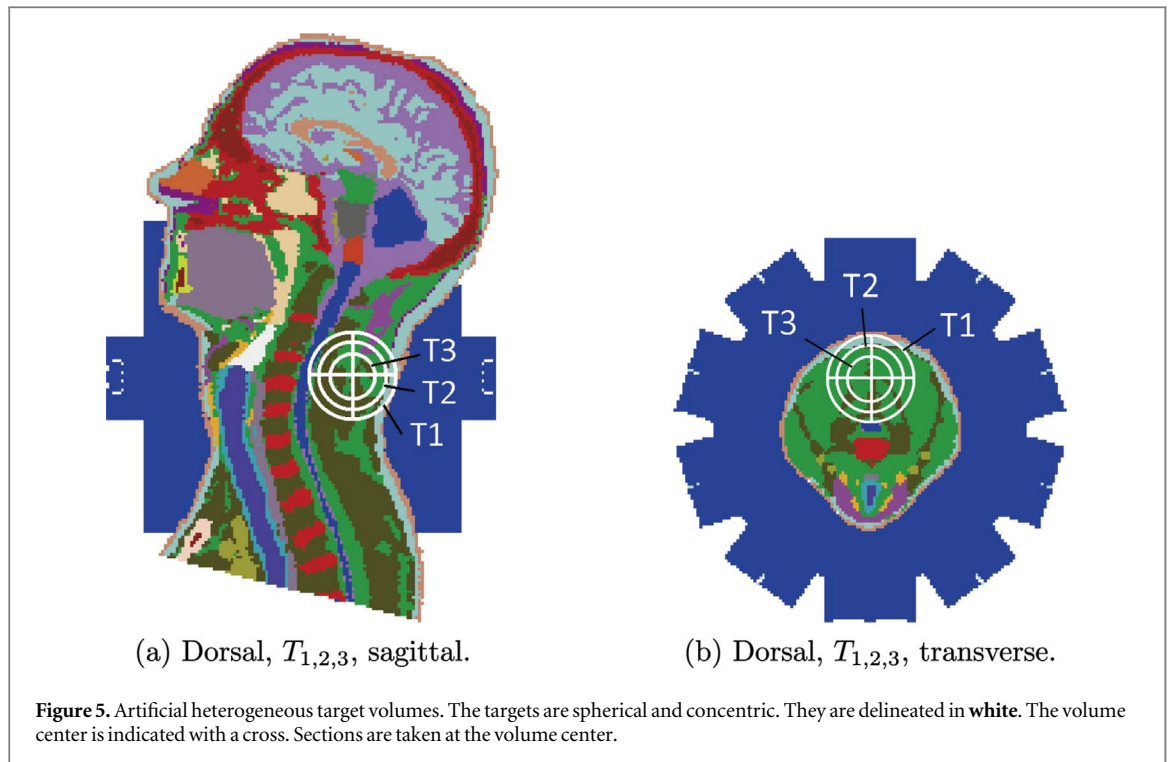 T3
T2
T1
T2
T3
T1
(a) Dorsal, T1,2,3, sagittal.
(b) Dorsal, T1,2,3, transverse.
Figure 5. Artificial heterogeneous target volumes. The targets are spherical and concentric. They are delineated in white. The volume
center is indicated with a cross. Sections are taken at the volume center.